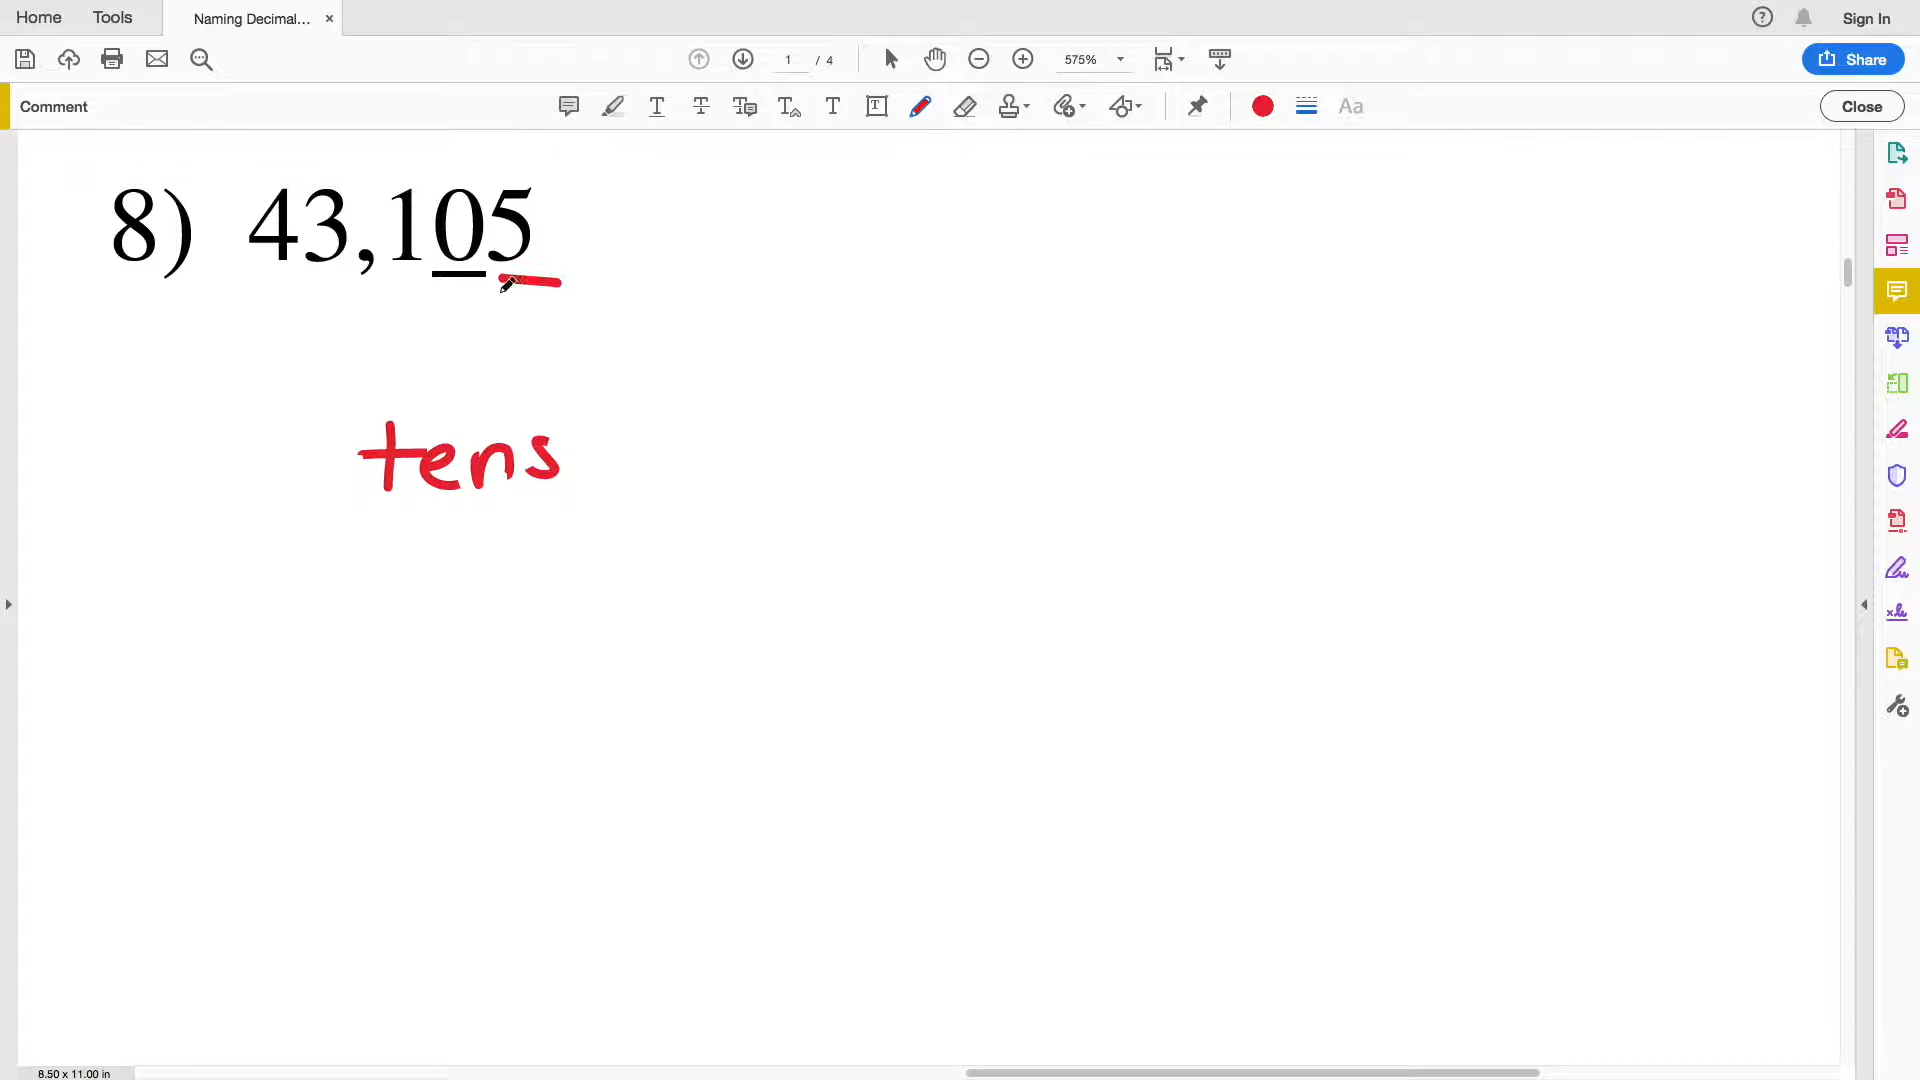 Home Tools Naming Decimal... × Sign In
1 / 4 575% Share
Comment T T T T T T Aa Close
8) 43,105
tens
8.50 x 11.00 in